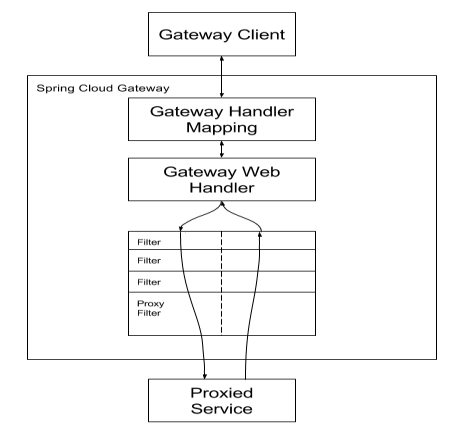 Gateway Client
Spring Cloud Gateway
Gateway Handler
Mapping
Gateway Web
Handler
Filter
Filter
Filter
Proxy
Filter
Proxied
Service